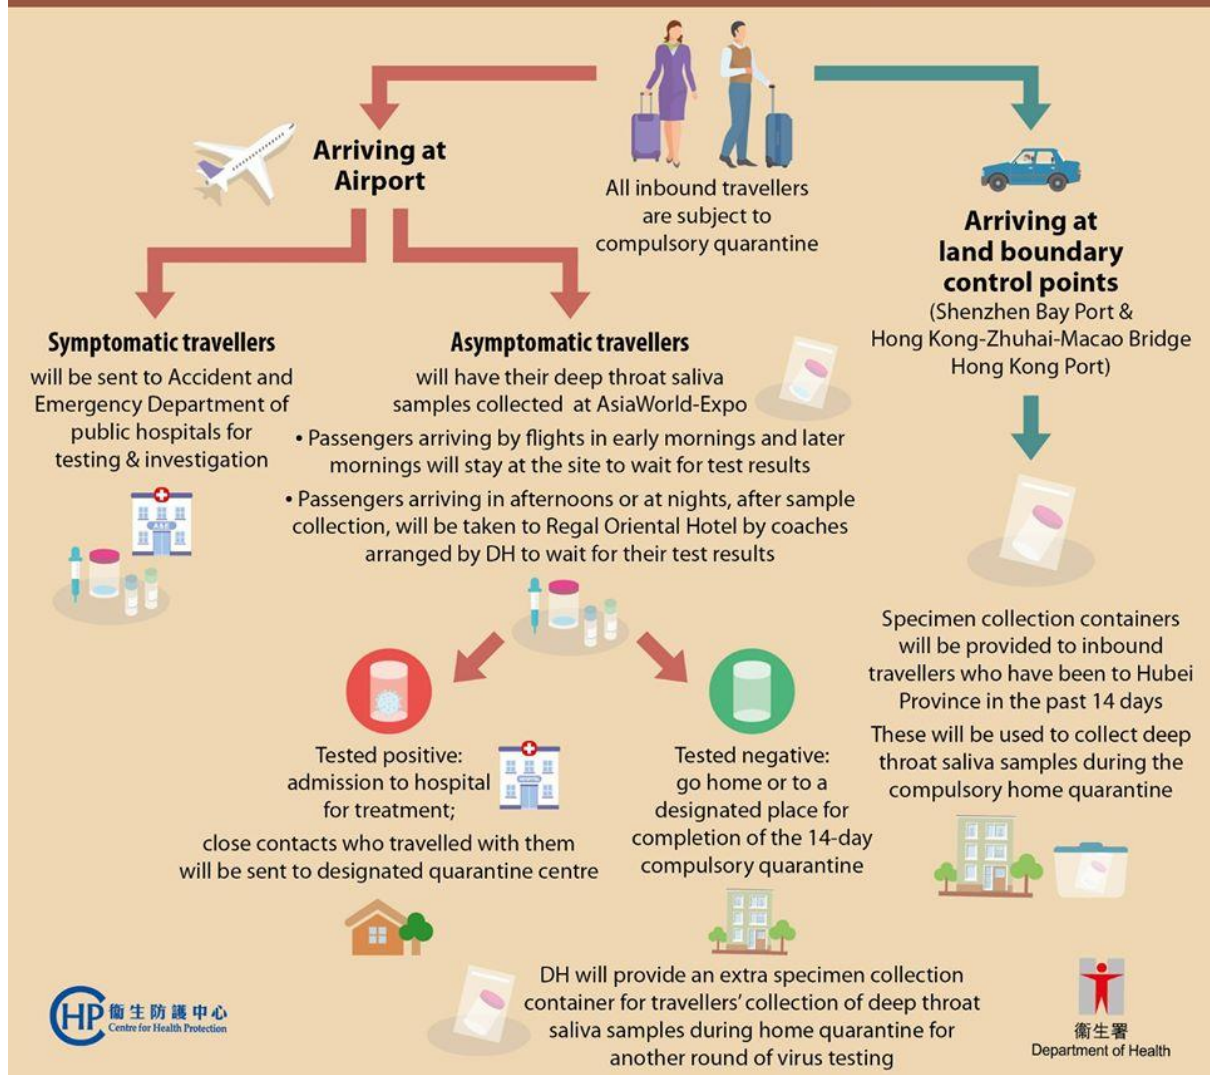 All inbound travellers
are subject to
compulsory quarantine
Arriving at
Airport
Symptomatic travellers
will be sent to Accident and
Emergency Department of
public hospitals for
testing & investigation
A&E
Asymptomatic travellers
will have their deep throat saliva
samples collected at AsiaWorld-Expo
• Passengers arriving by flights in early mornings and later
mornings will stay at the site to wait for test results
• Passengers arriving in afternoons or at nights, after sample
collection, will be taken to Regal Oriental Hotel by coaches
arranged by DH to wait for their test results
Tested positive:
admission to hospital
for treatment;
close contacts who travelled with them
will be sent to designated quarantine centre
HOSPITAL
Tested negative:
go home or to a
designated place for
completion of the 14-day
compulsory quarantine
DH will provide an extra specimen collection
container for travellers' collection of deep throat
saliva samples during home quarantine for
another round of virus testing
Arriving at
land boundary
control points
(Shenzhen Bay Port &
Hong Kong-Zhuhai-Macao Bridge
Hong Kong Port)
Specimen collection containers
will be provided to inbound
travellers who have been to Hubei
Province in the past 14 days
These will be used to collect deep
throat saliva samples during the
compulsory home quarantine
CHP 衞生防護中心
Centre for Health Protection
衞生署
Department of Health